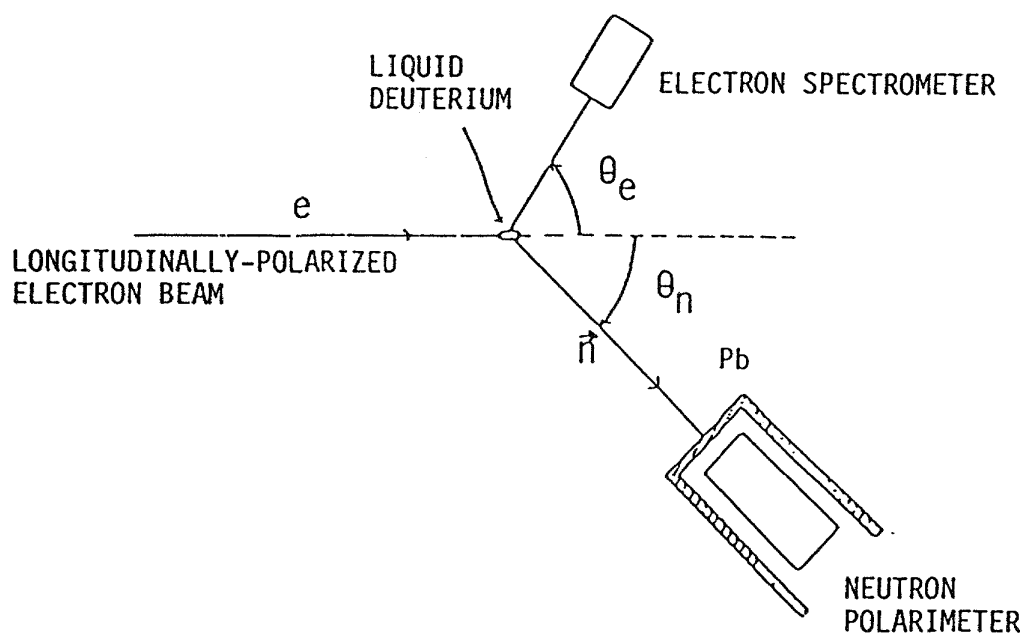 LIQUID
DEUTERIUM
ELECTRON SPECTROMETER
θe
e
LONGITUDINALLY-POLARIZED
ELECTRON BEAM
θn
n⃗
Pb
NEUTRON
POLARIMETER